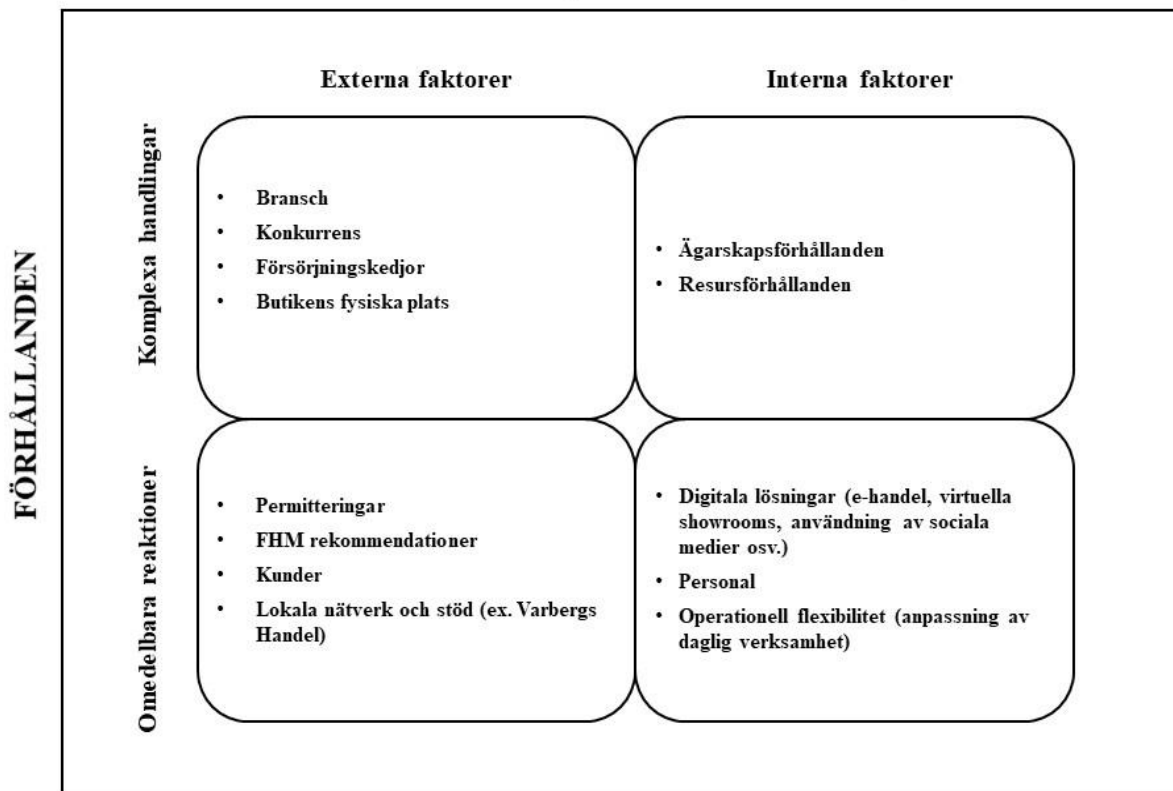 FÖRHÅLLANDEN
Externa faktorer
Interna faktorer
Komplexa handlingar
• Bransch
• Konkurrens
• Försörjningskedjor
• Butikens fysiska plats
• Ägarskapsförhållanden
• Resursförhållanden
Omedelbara reaktioner
• Permitteringar
• FHM rekommendationer
• Kunder
• Lokala nätverk och stöd (ex. Varbergs
Handel)
• Digitala lösningar (e-handel, virtuella
showrooms, användning av sociala
medier osv.)
• Personal
• Operationell flexibilitet (anpassning av
daglig verksamhet)